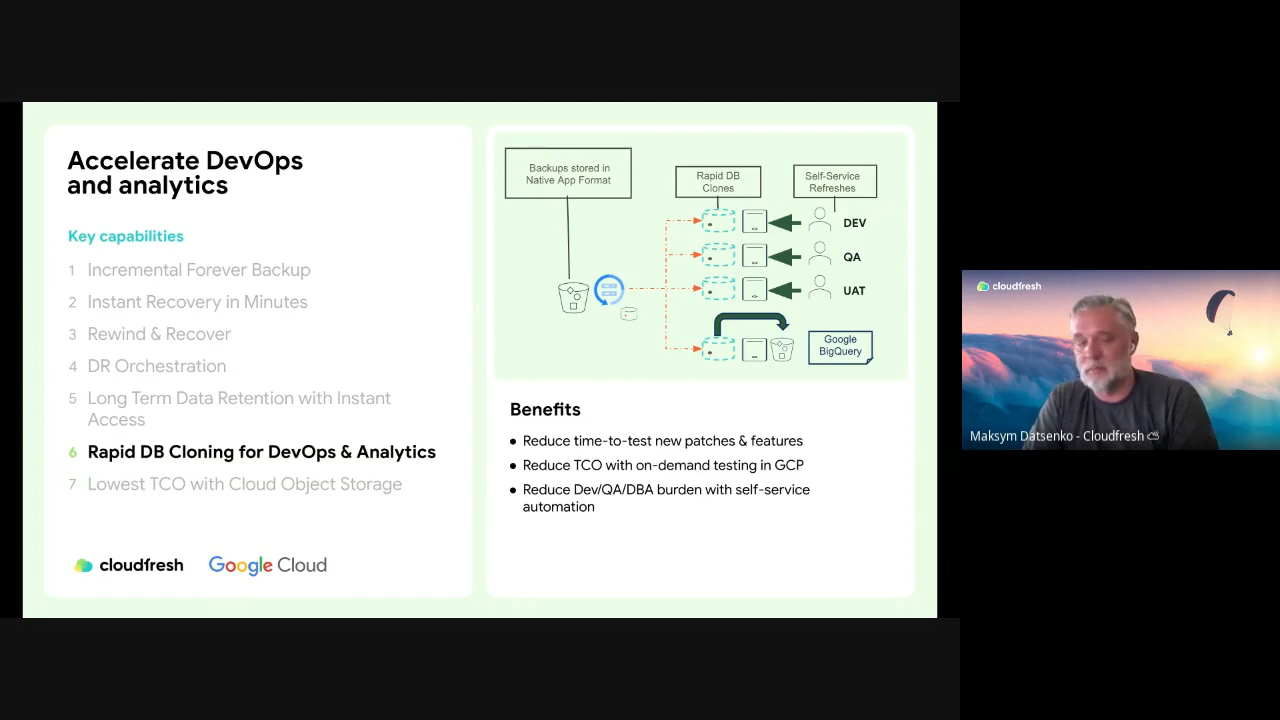 Accelerate DevOps
and analytics
Key capabilities
1 Incremental Forever Backup
2 Instant Recovery in Minutes
3 Rewind & Recover
4 DR Orchestration
5 Long Term Data Retention with Instant
Access
6 Rapid DB Cloning for DevOps & Analytics
7 Lowest TCO with Cloud Object Storage
cloudfresh Google Cloud
Backups stored in
Native App Format
Rapid DB
Clones
Self-Service
Refreshes
DEV
QA
UAT
Google
BigQuery
Benefits
• Reduce time-to-test new patches & features
• Reduce TCO with on-demand testing in GCP
• Reduce Dev/QA/DBA burden with self-service
automation
cloudfresh
Maksym Datsenko - Cloudfresh ⛅